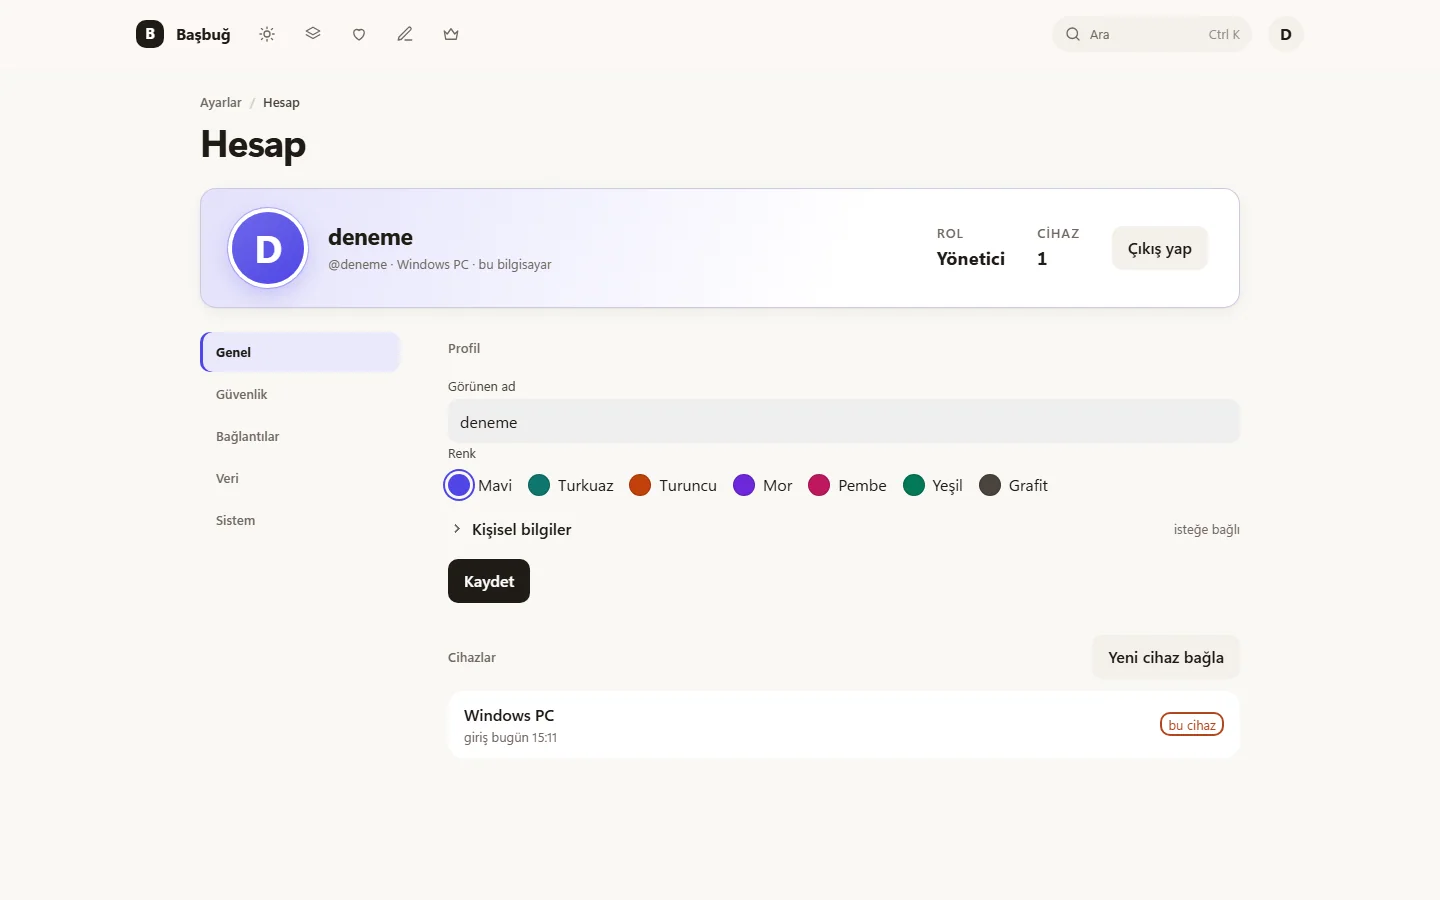 B Başbuğ
Ara Ctrl K
D
Ayarlar / Hesap
Hesap
D
deneme
@deneme · Windows PC · bu bilgisayar
ROL
Yönetici
CİHAZ
1
Çıkış yap
Genel
Güvenlik
Bağlantılar
Veri
Sistem
Profil
Görünen ad
deneme
Renk
Mavi Turkuaz Turuncu Mor Pembe Yeşil Grafit
Kişisel bilgiler isteğe bağlı
Kaydet
Cihazlar Yeni cihaz bağla
Windows PC
giriş bugün 15:11
bu cihaz